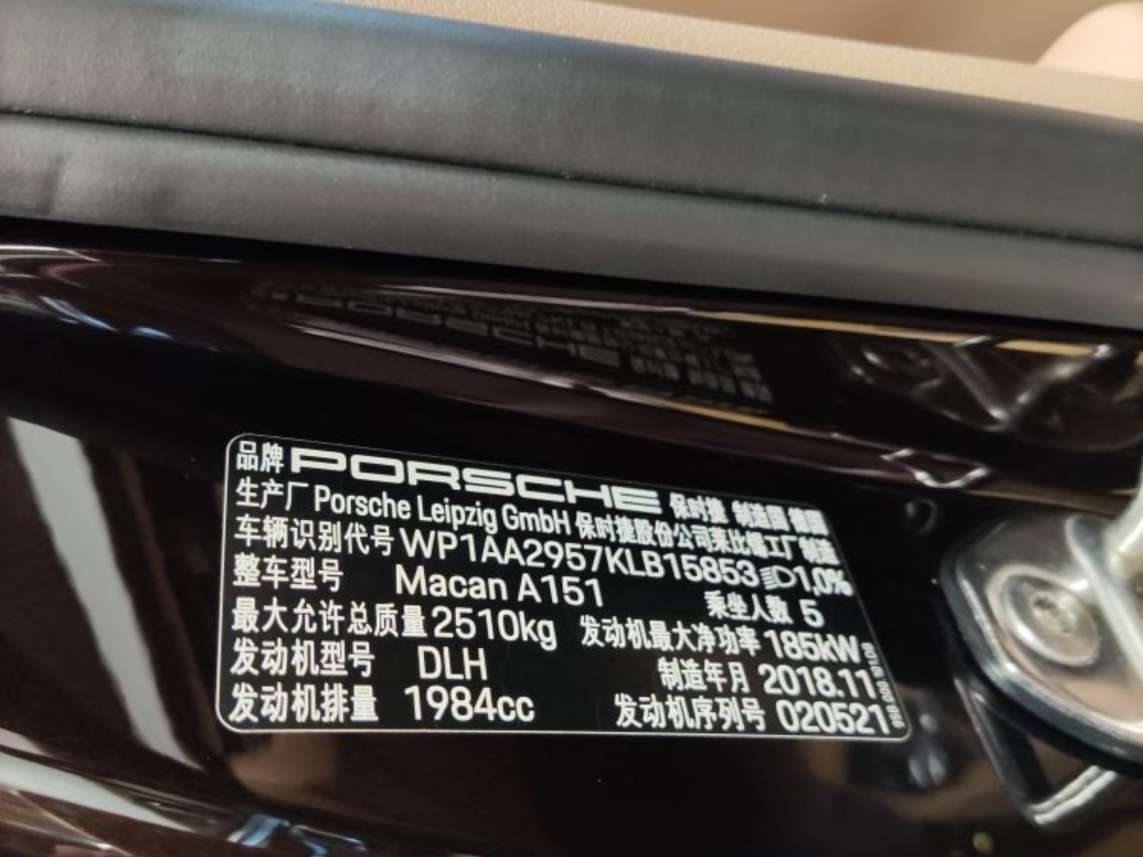 品牌 PORSCHE 保时捷 制造国 德国
生产厂 Porsche Leipzig GmbH 保时捷股份公司莱比锡工厂制造
车辆识别代号 WP1AA2957KLB15853 1,0%
整车型号 Macan A151 乘坐人数 5
最大允许总质量 2510kg 发动机最大净功率 185kW
发动机型号 DLH 制造年月 2018.11
发动机排量 1984cc 发动机序列号 020521